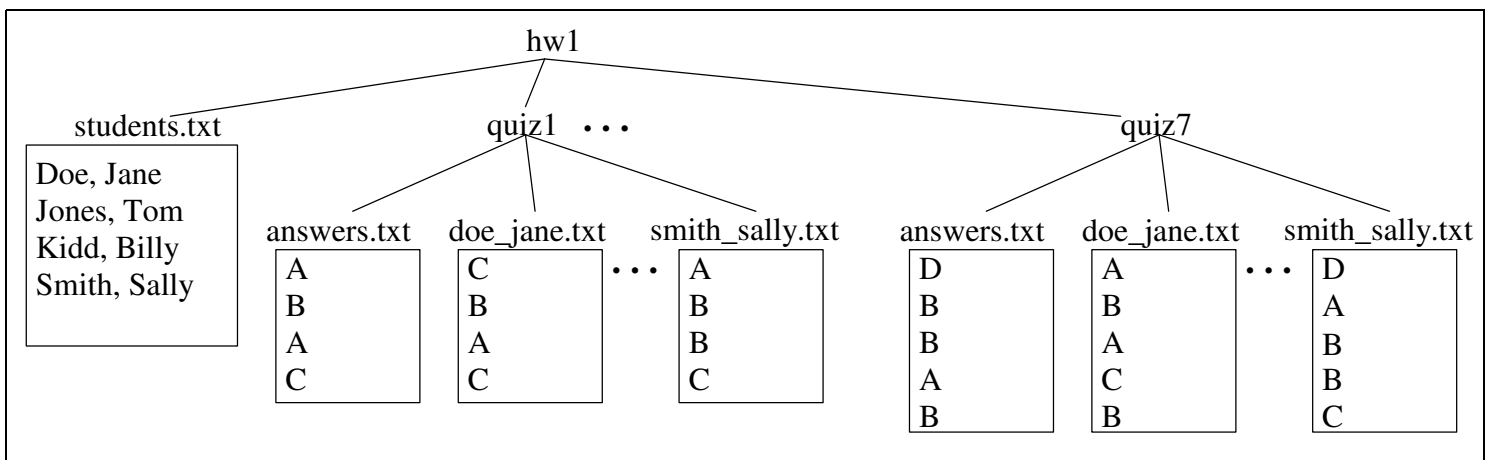 hw1
students.txt
quiz1 ...
quiz7
Doe, Jane
Jones, Tom
Kidd, Billy
Smith, Sally
answers.txt
A
B
A
C
doe_jane.txt
C
B
A
C
...
smith_sally.txt
A
B
B
C
answers.txt
D
B
B
A
B
doe_jane.txt
A
B
A
C
B
...
smith_sally.txt
D
A
B
B
C